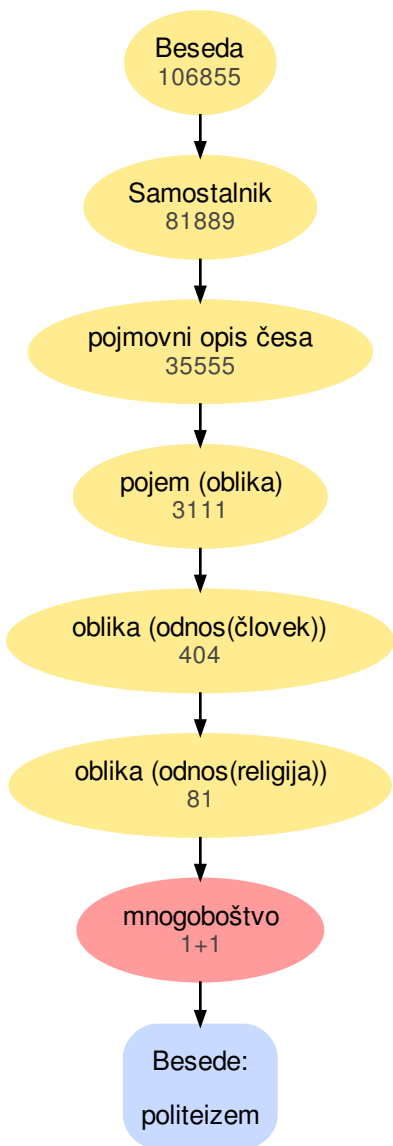 Beseda
106855
Samostalnik
81889
pojmovni opis česa
35555
pojem (oblika)
3111
oblika (odnos(človek))
404
oblika (odnos(religija))
81
mnogoboštvo
1+1
Besede:
politeizem